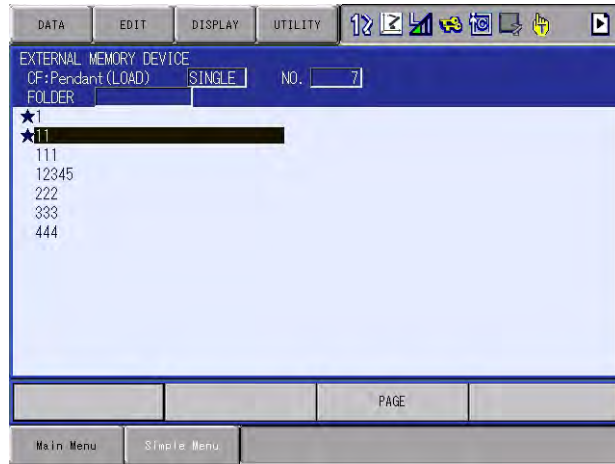 DATA EDIT DISPLAY UTILITY
EXTERNAL MEMORY DEVICE
CF:Pendant(LOAD) SINGLE NO. 7
FOLDER
★1
★11
111
12345
222
333
444
PAGE
Main Menu Simple Menu